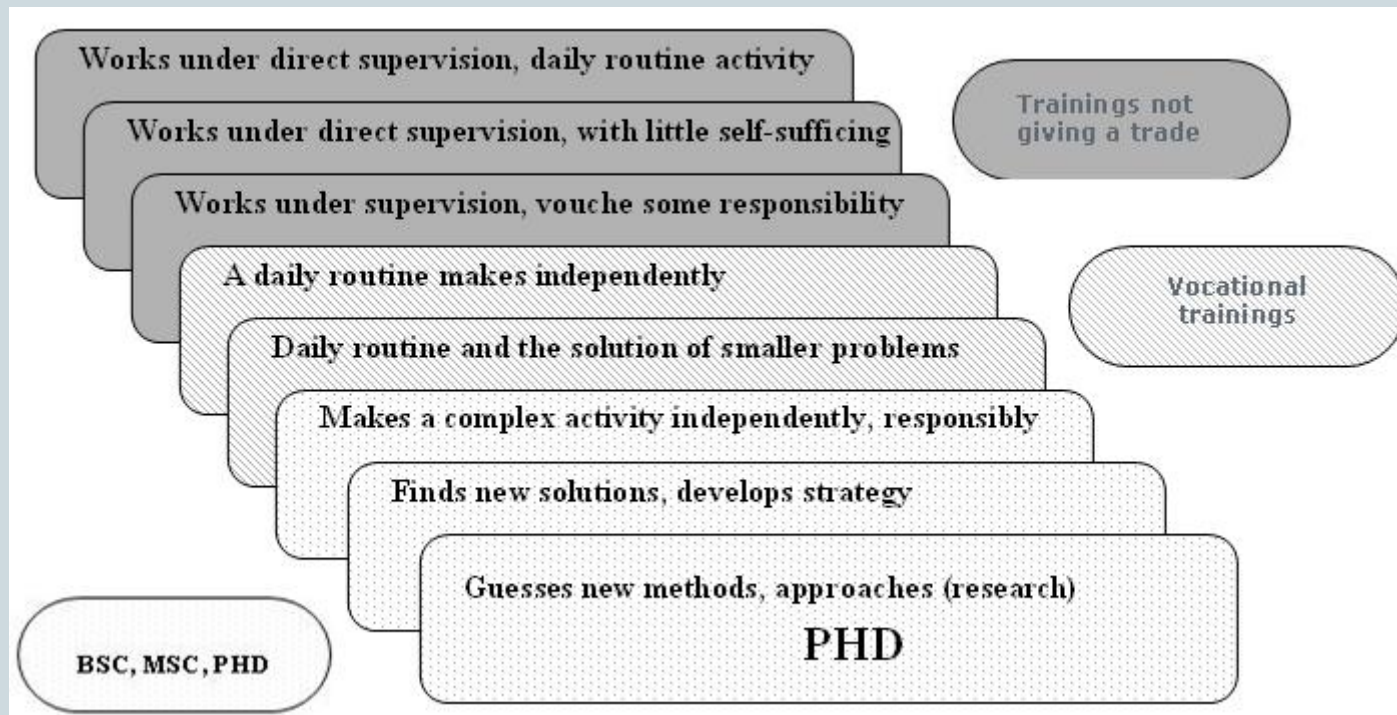 Works under direct supervision, daily routine activity
Works under direct supervision, with little self-sufficing
Works under supervision, vouche some responsibility
A daily routine makes independently
Daily routine and the solution of smaller problems
Makes a complex activity independently, responsibly
Finds new solutions, develops strategy
Guesses new methods, approaches (research)
PHD
Trainings not
giving a trade
Vocational
trainings
BSC, MSC, PHD